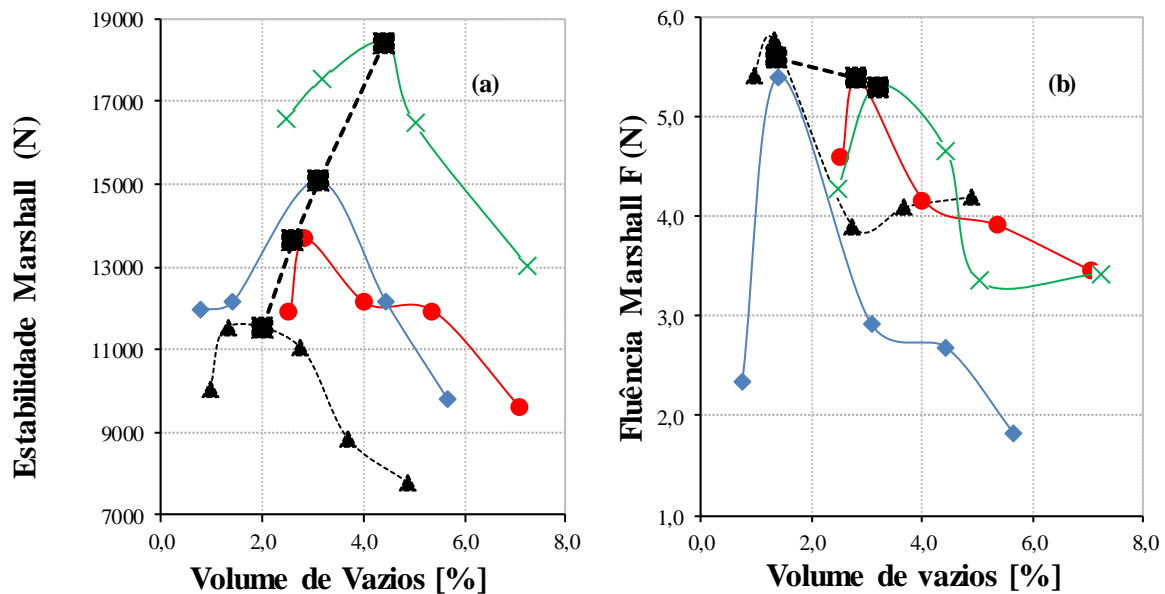 19000
17000
15000
13000
11000
9000
7000
0,0 2,0 4,0 6,0 8,0
Estabilidade Marshall (N)
Volume de Vazios [%]
(a)
6,0
5,0
4,0
3,0
2,0
1,0
0,0 2,0 4,0 6,0 8,0
Fluência Marshall F (N)
Volume de vazios [%]
(b)